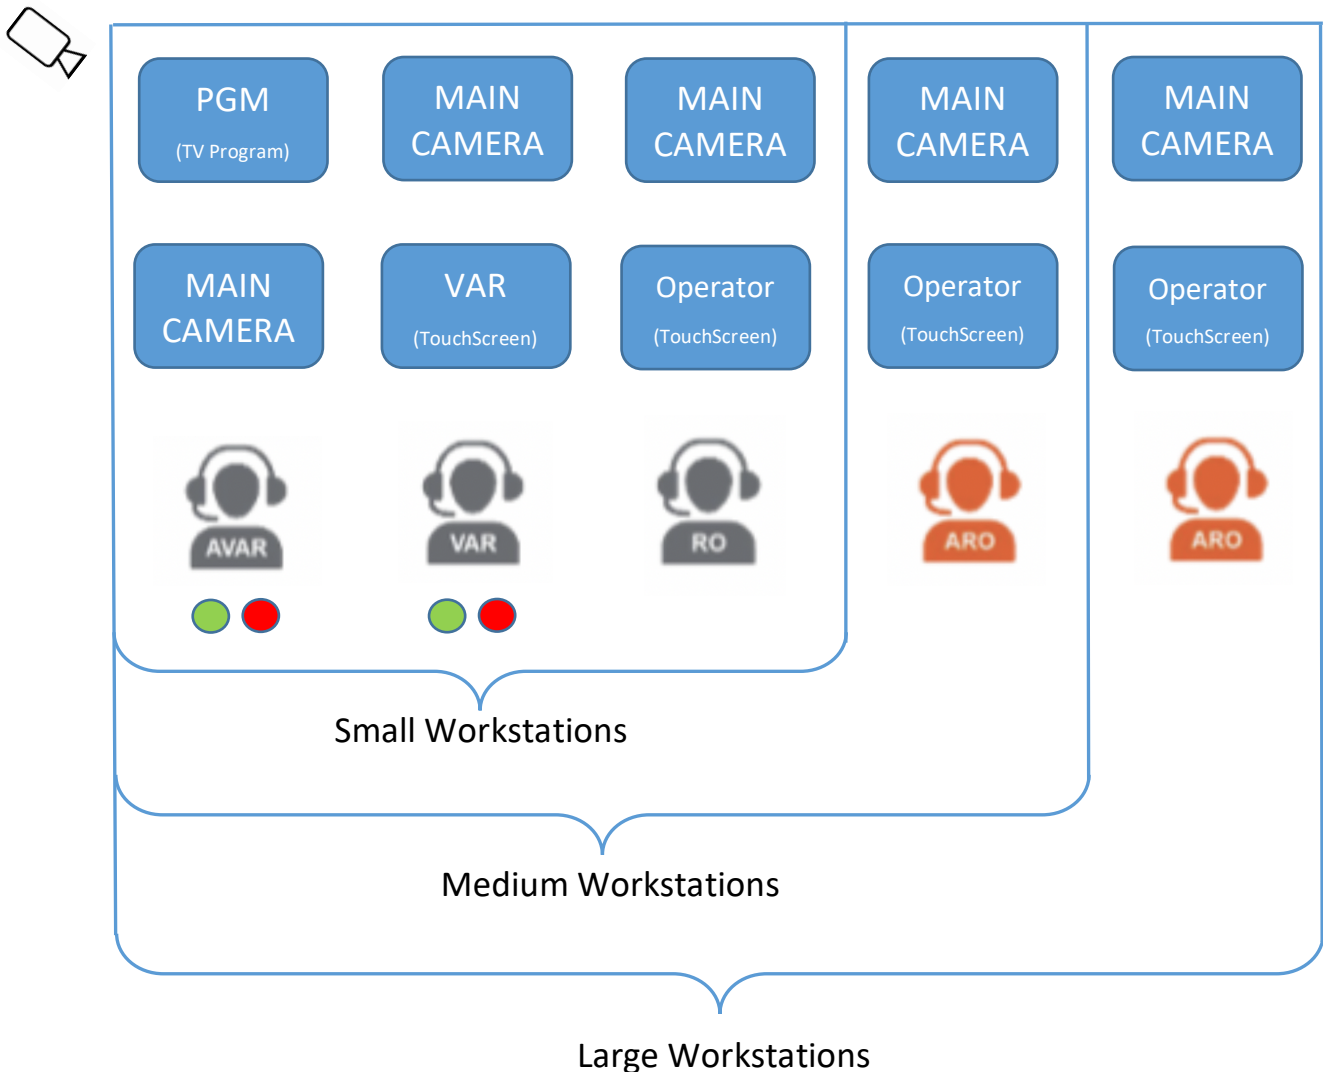 PGM
(TV Program)
MAIN
CAMERA
MAIN
CAMERA
MAIN
CAMERA
MAIN
CAMERA
MAIN
CAMERA
VAR
(TouchScreen)
Operator
(TouchScreen)
Operator
(TouchScreen)
Operator
(TouchScreen)
AVAR
VAR
RO
ARO
ARO
Small Workstations
Medium Workstations
Large Workstations